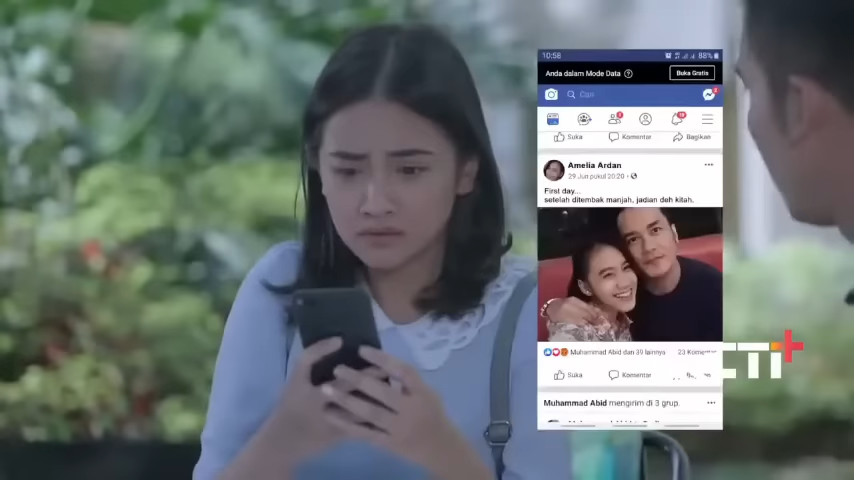 10:58
88%
Anda dalam Mode Data
Buka Gratis
Cari
Suka Komentar Bagikan
Amelia Ardan
29 Jun pukul 20:20
First day...
setelah ditembak manjah, jadian deh kitah.
Muhammad Abid dan 39 lainnya
23
Suka Komentar
Muhammad Abid mengirim di 3 grup.